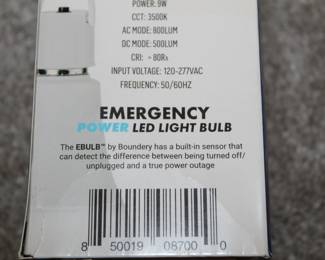 POWER: 9W
CCT: 3500K
AC MODE: 800LUM
DC MODE: 500LUM
CRI: >80Rₐ
INPUT VOLTAGE: 120-277VAC
FREQUENCY: 50/60HZ
EMERGENCY
POWER LED LIGHT BULB
The EBULB™ by Boundery has a built-in sensor that
can detect the difference between being turned off/
unplugged and a true power outage
8 50019 08700 0